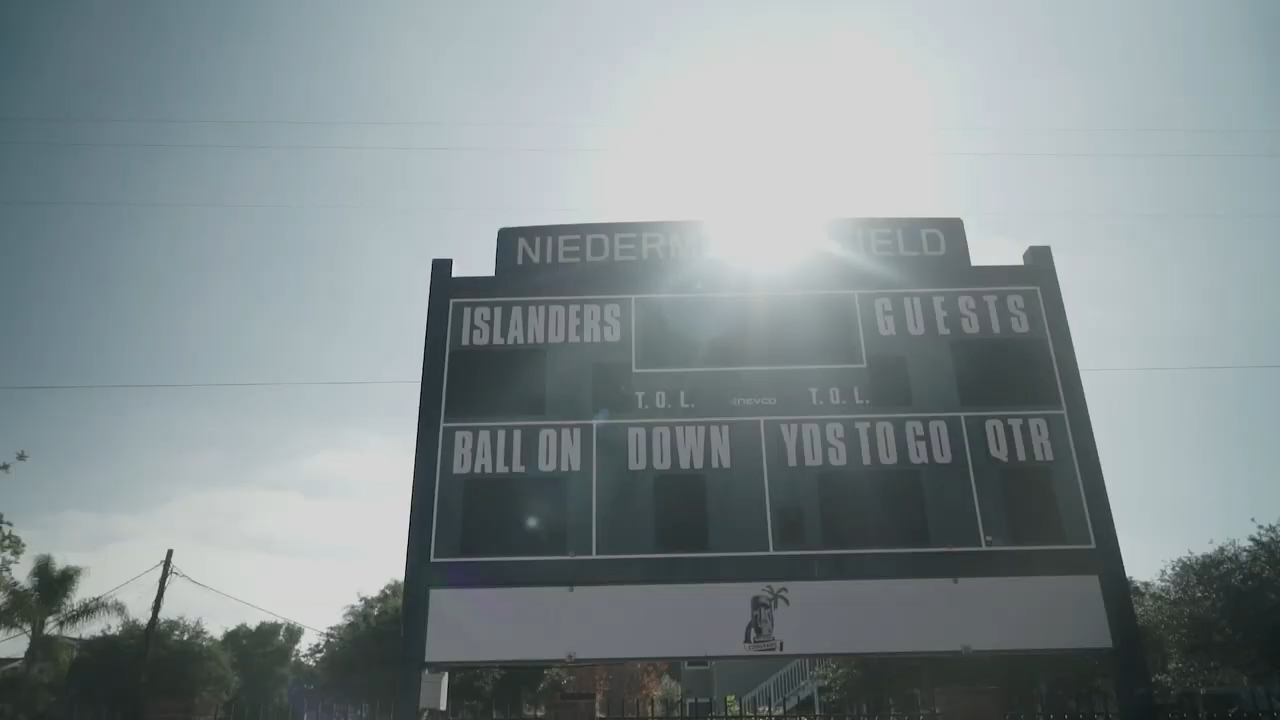 ISLANDERS
GUESTS
T.O.L. NEVCO T.O.L.
BALL ON DOWN YDS TO GO QTR